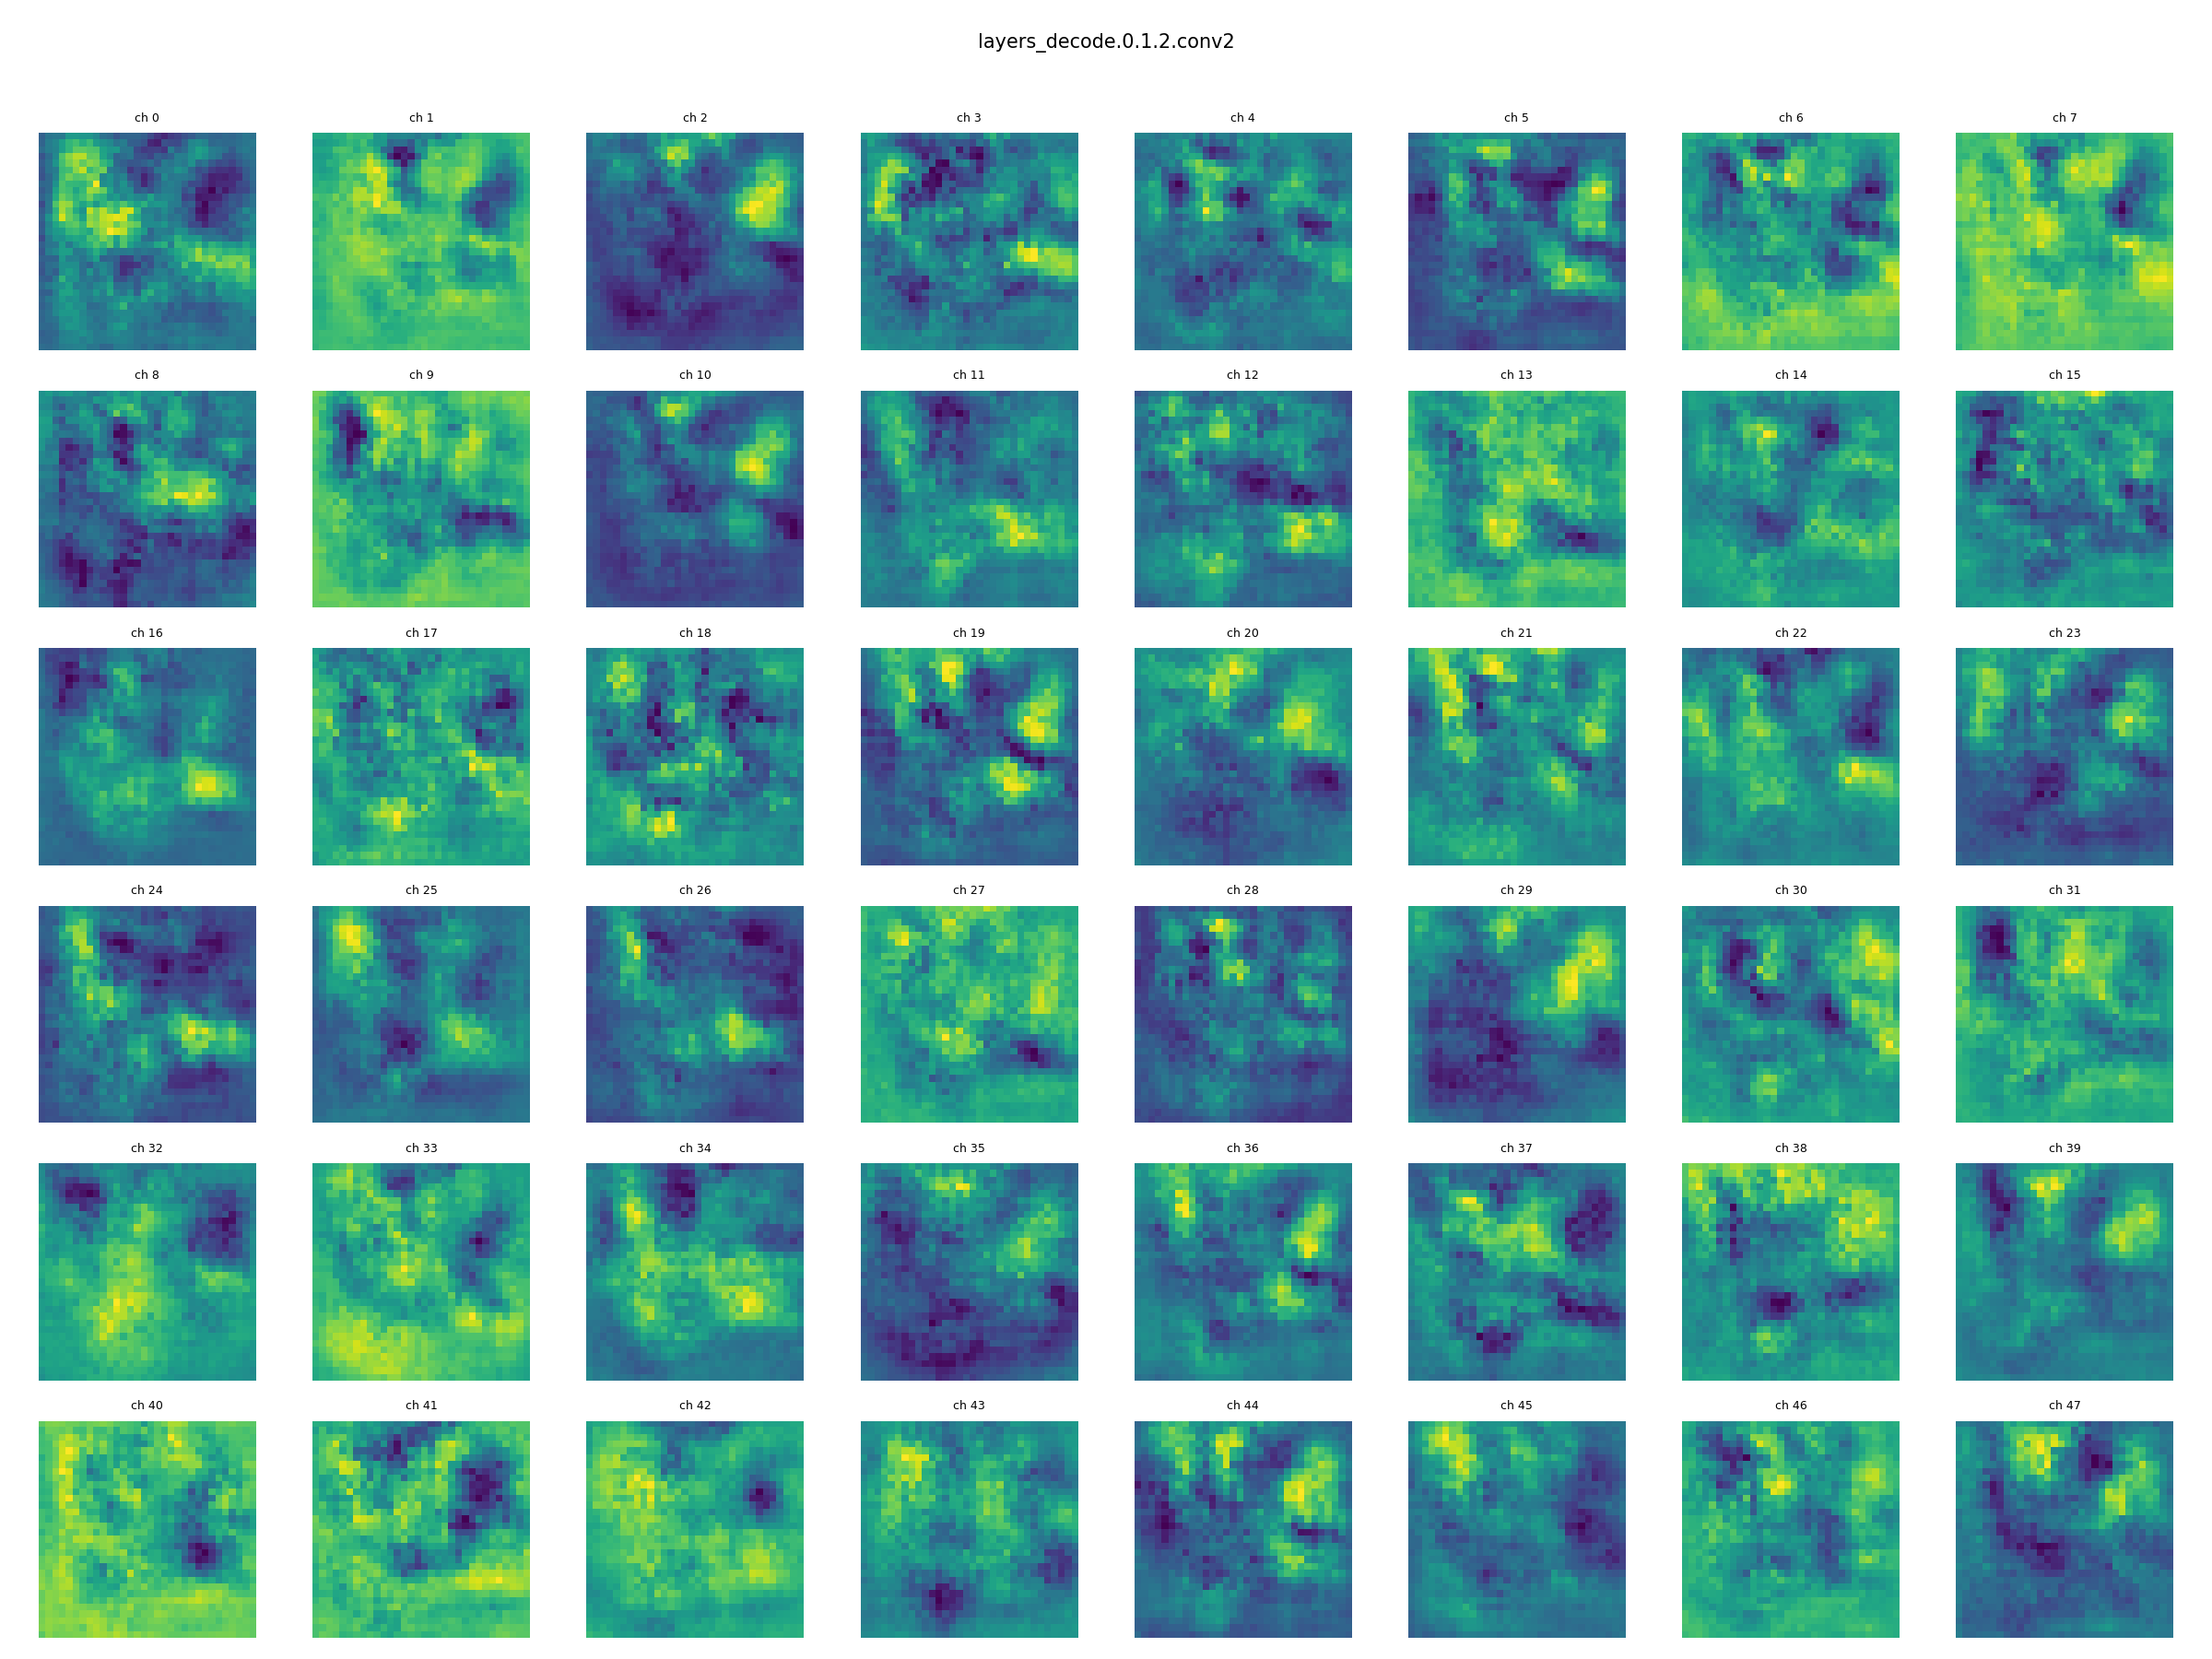 layers_decode.0.1.2.conv2
ch 0 ch 1 ch 2 ch 3 ch 4 ch 5 ch 6 ch 7
ch 8 ch 9 ch 10 ch 11 ch 12 ch 13 ch 14 ch 15
ch 16 ch 17 ch 18 ch 19 ch 20 ch 21 ch 22 ch 23
ch 24 ch 25 ch 26 ch 27 ch 28 ch 29 ch 30 ch 31
ch 32 ch 33 ch 34 ch 35 ch 36 ch 37 ch 38 ch 39
ch 40 ch 41 ch 42 ch 43 ch 44 ch 45 ch 46 ch 47